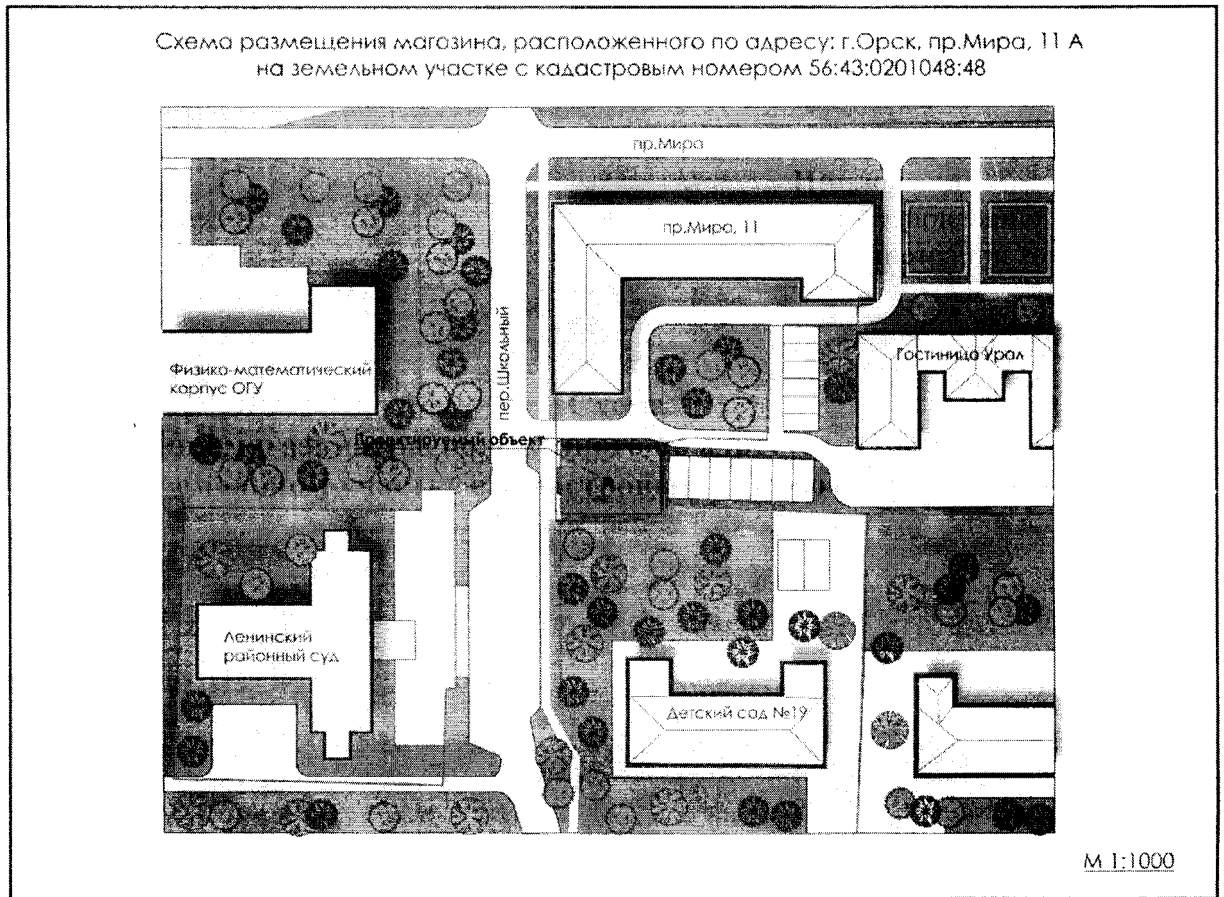 Схема размещения магазина, расположенного по адресу: г.Орск, пр.Мира, 11 А
на земельном участке с кадастровым номером 56:43:0201048:48
пр.Мира
пр.Мира, 11
пер.Школьный
Гостиница Урал
Физико-математический
корпус ОГУ
Проектируемый объект
Ленинский
районный суд
Детский сад №19
М 1:1000